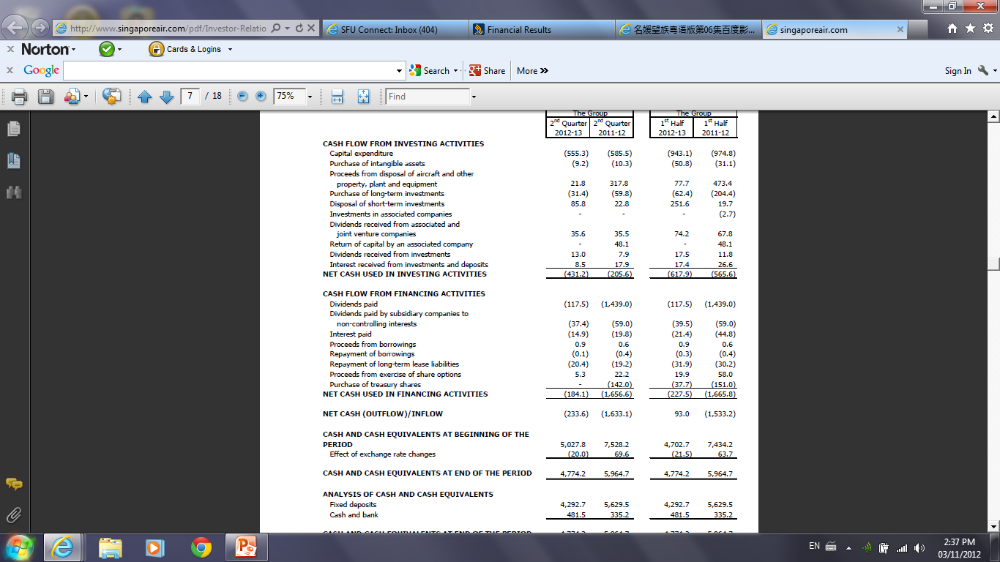 http://www.singaporeair.com/pdf/Investor-Relatio
SFU Connect: Inbox (404)
Financial Results
名媛望族粤语版第06集百度影...
singaporeair.com
x Norton
Cards & Logins
x Google
Search
Share
More »
Sign In
7 / 18
75%
Find
The Group The Group
2nd Quarter 2nd Quarter 1st Half 1st Half
2012-13 2011-12 2012-13 2011-12
CASH FLOW FROM INVESTING ACTIVITIES
Capital expenditure (555.3) (585.5) (943.1) (974.8)
Purchase of intangible assets (9.2) (10.3) (50.8) (31.1)
Proceeds from disposal of aircraft and other
property, plant and equipment 21.8 317.8 77.7 473.4
Purchase of long-term investments (31.4) (59.8) (62.4) (204.4)
Disposal of short-term investments 85.8 22.8 251.6 19.7
Investments in associated companies - - - (2.7)
Dividends received from associated and
joint venture companies 35.6 35.5 74.2 67.8
Return of capital by an associated company - 48.1 - 48.1
Dividends received from investments 13.0 7.9 17.5 11.8
Interest received from investments and deposits 8.5 17.9 17.4 26.6
NET CASH USED IN INVESTING ACTIVITIES (431.2) (205.6) (617.9) (565.6)
CASH FLOW FROM FINANCING ACTIVITIES
Dividends paid (117.5) (1,439.0) (117.5) (1,439.0)
Dividends paid by subsidiary companies to
non-controlling interests (37.4) (59.0) (39.5) (59.0)
Interest paid (14.9) (19.8) (21.4) (44.8)
Proceeds from borrowings 0.9 0.6 0.9 0.6
Repayment of borrowings (0.1) (0.4) (0.3) (0.4)
Repayment of long-term lease liabilities (20.4) (19.2) (31.9) (30.2)
Proceeds from exercise of share options 5.3 22.2 19.9 58.0
Purchase of treasury shares - (142.0) (37.7) (151.0)
NET CASH USED IN FINANCING ACTIVITIES (184.1) (1,656.6) (227.5) (1,665.8)
NET CASH (OUTFLOW)/INFLOW (233.6) (1,633.1) 93.0 (1,533.2)
CASH AND CASH EQUIVALENTS AT BEGINNING OF THE
PERIOD 5,027.8 7,528.2 4,702.7 7,434.2
Effect of exchange rate changes (20.0) 69.6 (21.5) 63.7
CASH AND CASH EQUIVALENTS AT END OF THE PERIOD 4,774.2 5,964.7 4,774.2 5,964.7
ANALYSIS OF CASH AND CASH EQUIVALENTS
Fixed deposits 4,292.7 5,629.5 4,292.7 5,629.5
Cash and bank 481.5 335.2 481.5 335.2
CASH AND CASH EQUIVALENTS AT END OF THE PERIOD 4,774.2 5,964.7 4,774.2 5,964.7
EN
2:37 PM
03/11/2012